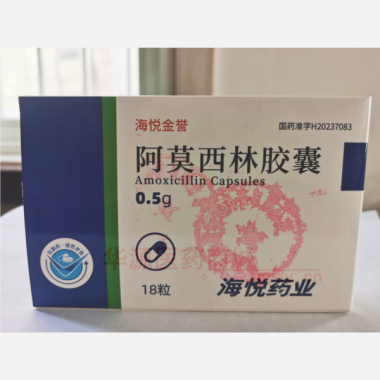 海悦金誉
国药准字H20237083
阿莫西林胶囊
Amoxicillin Capsules
0.5g
18粒
海悦药业